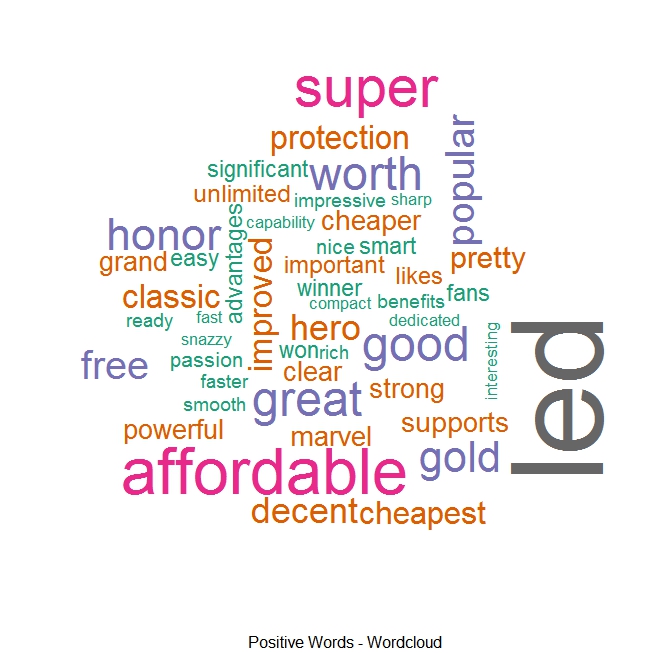 super
protection
popular
significant
worth
unlimited
impressive
sharp
advantages
capability
cheaper
honor
improved
nice
smart
grand
easy
important
pretty
likes
classic
winner
compact
benefits
fans
ready
fast
hero
dedicated
led
snazzy
won
rich
good
interesting
free
passion
clear
faster
great
strong
smooth
powerful
marvel
supports
affordable
gold
decent
cheapest
Positive Words - Wordcloud